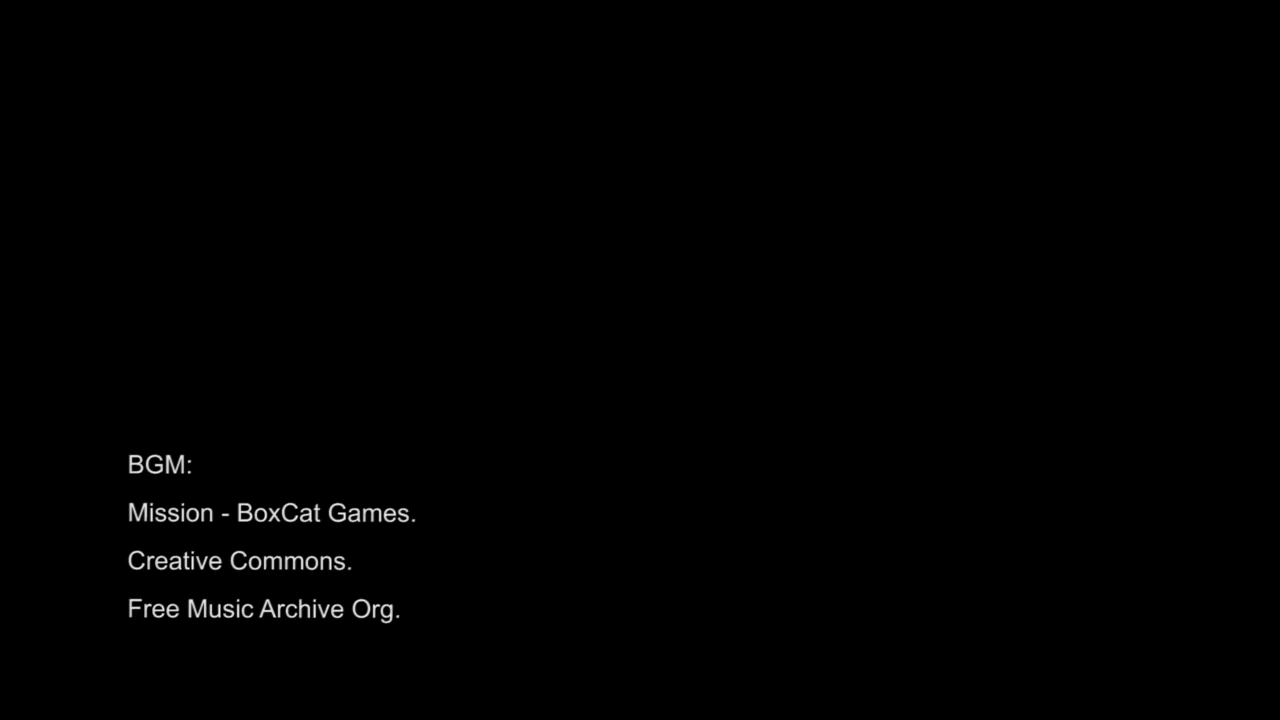 BGM:
Mission - BoxCat Games.
Creative Commons.
Free Music Archive Org.